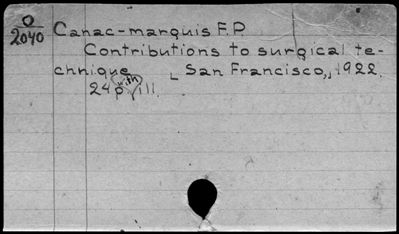 O
2040
Canac-marquis F.P.
Contributions to surgical te-
chnique. San Francisco, 1922.
24 p. with ill.